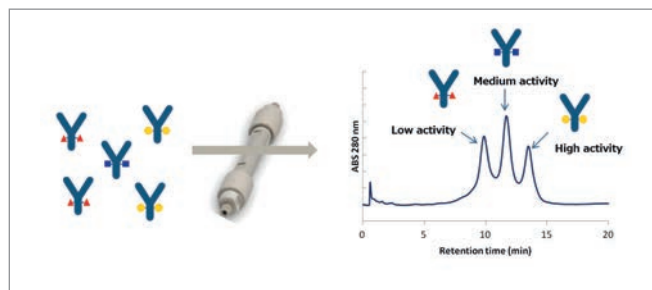 Medium activity
Low activity
High activity
ABS 280 nm
0
5
10
15
20
Retention time (min)